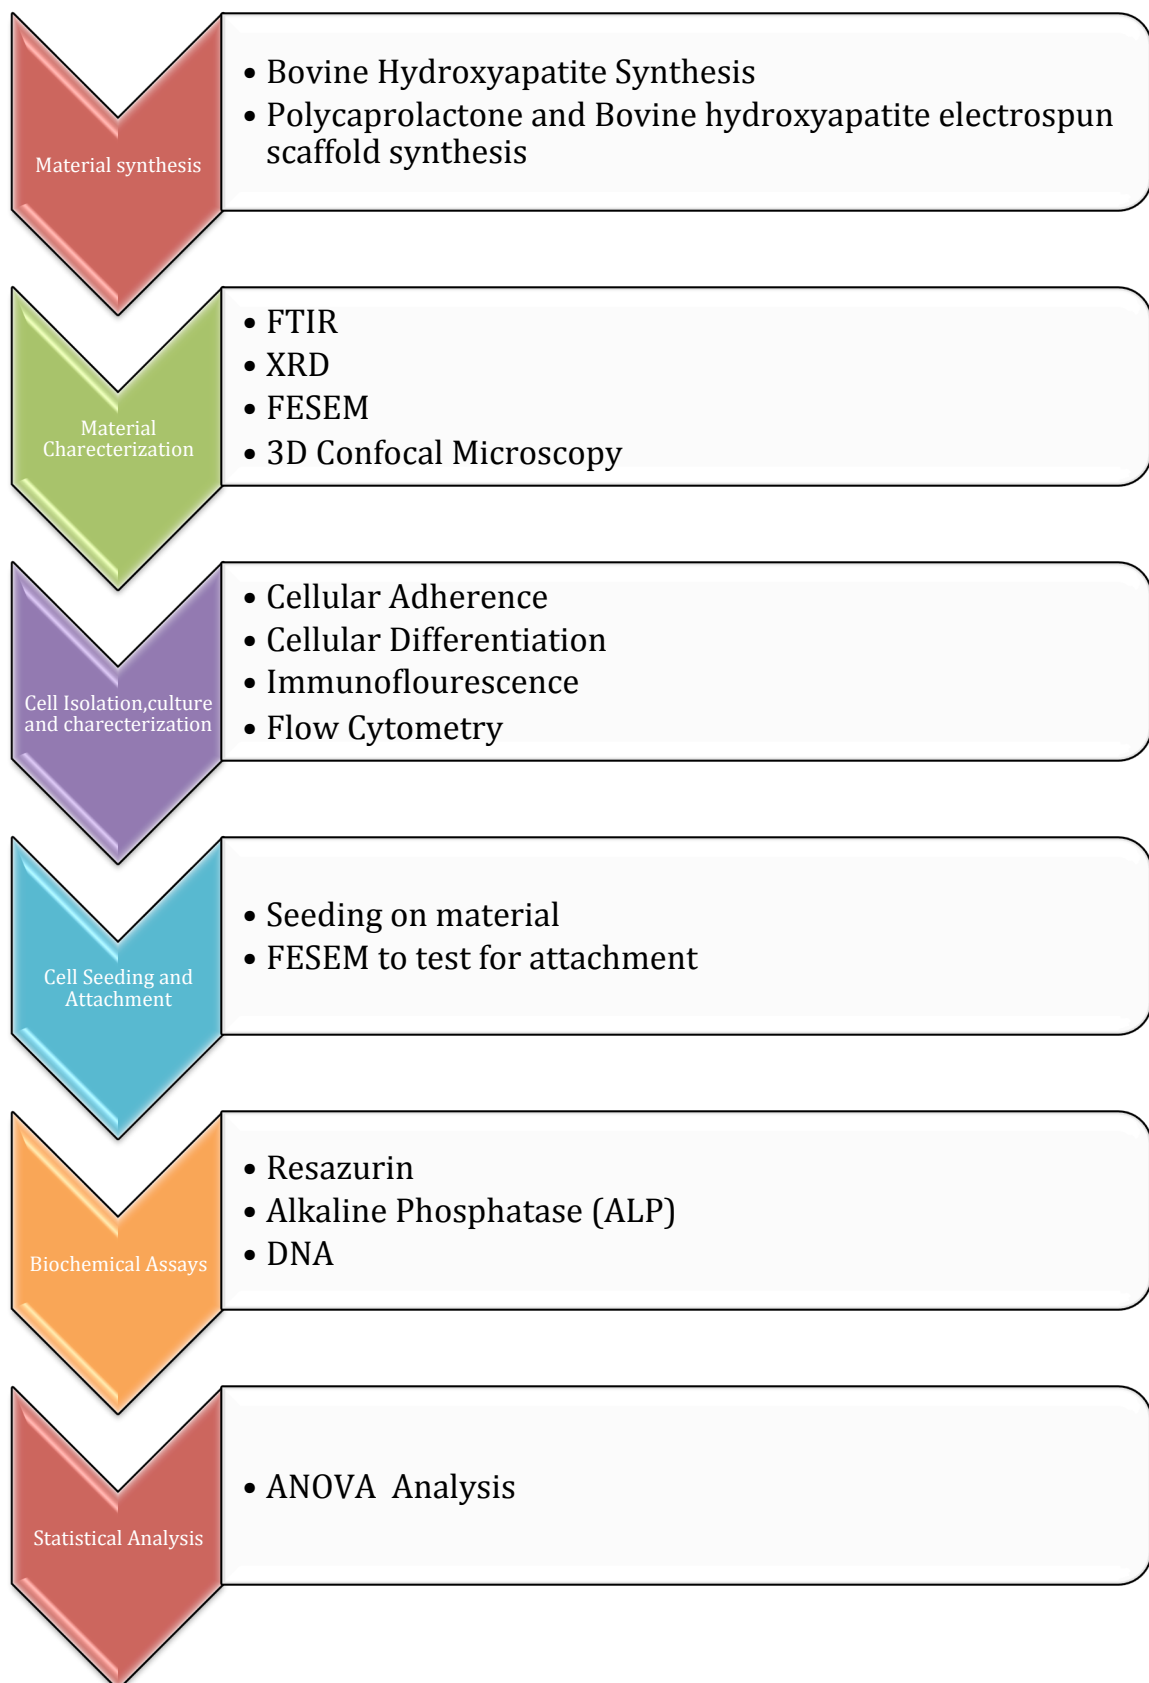 • Bovine Hydroxyapatite Synthesis
• Polycaprolactone and Bovine hydroxyapatite electrospun
scaffold synthesis
Material synthesis
• FTIR
• XRD
• FESEM
• 3D Confocal Microscopy
Material
Charecterization
• Cellular Adherence
• Cellular Differentiation
• Immunoflourescence
• Flow Cytometry
Cell Isolation,culture
and charecterization
• Seeding on material
• FESEM to test for attachment
Cell Seeding and
Attachment
• Resazurin
• Alkaline Phosphatase (ALP)
• DNA
Biochemical Assays
• ANOVA  Analysis
Statistical Analysis